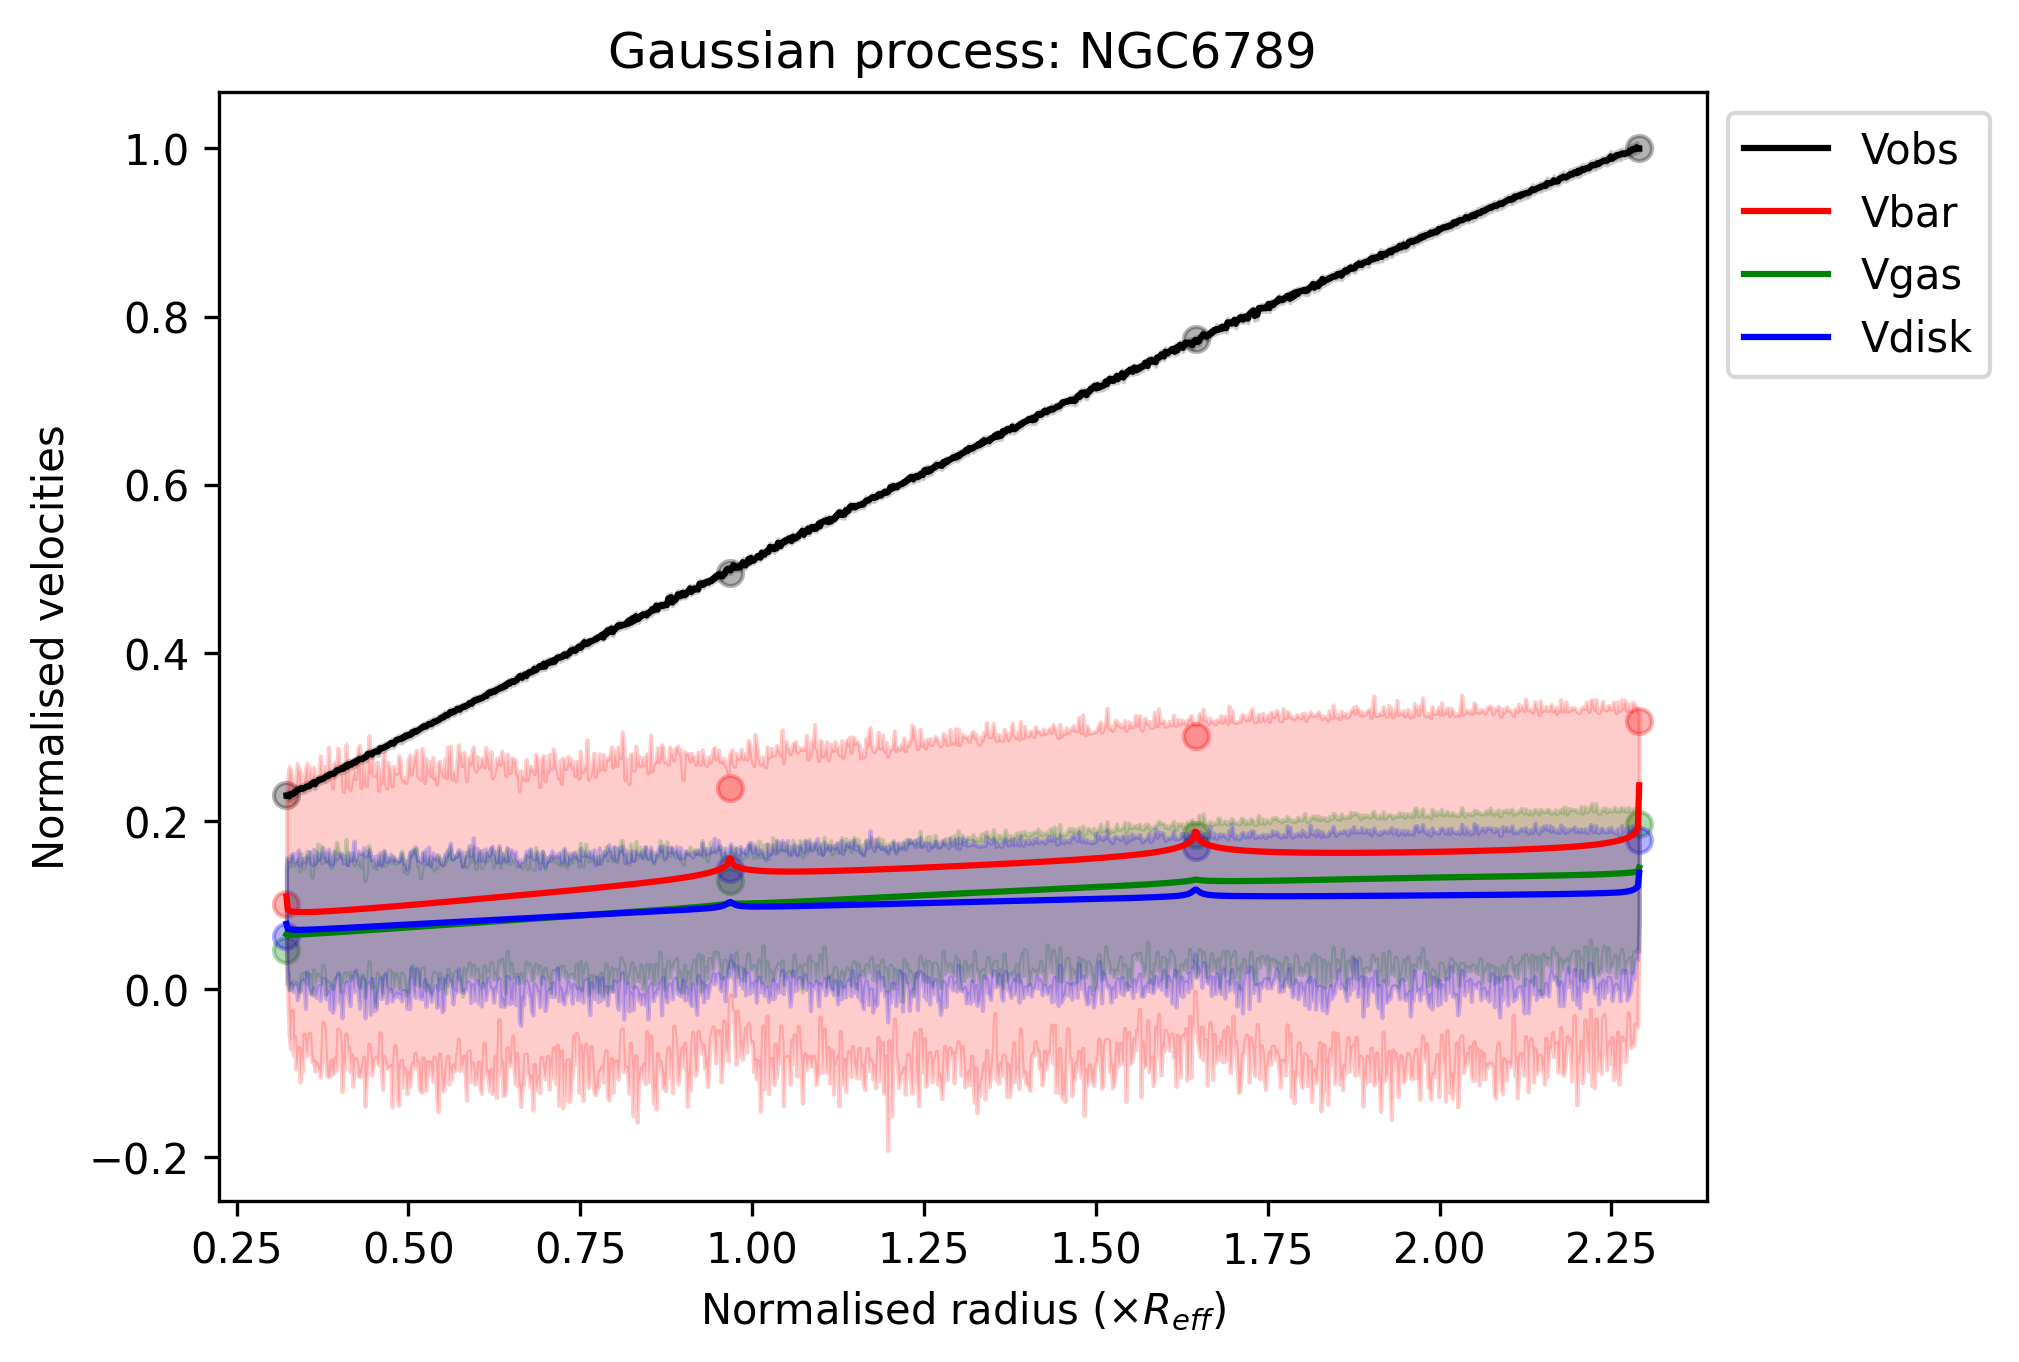 Gaussian process: NGC6789
1.0
0.8
0.6
0.4
0.2
0.0
−0.2
Normalised velocities
0.25 0.50 0.75 1.00 1.25 1.50 1.75 2.00 2.25
Normalised radius (×R_eff)
Vobs
Vbar
Vgas
Vdisk